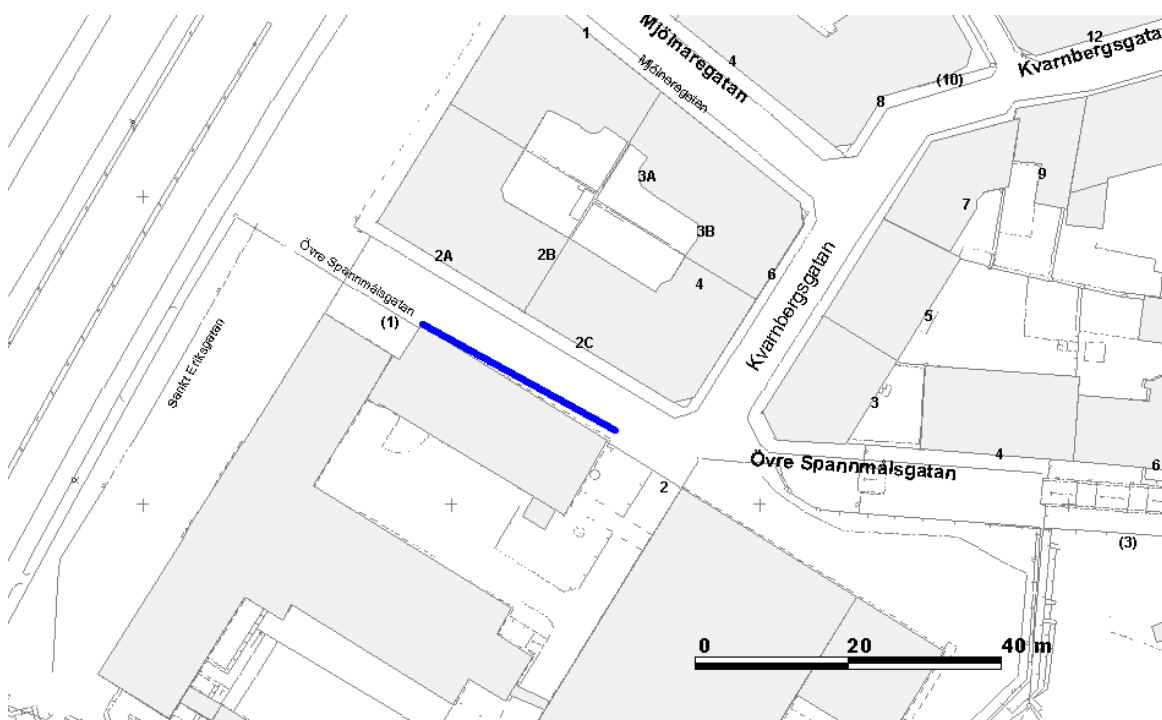 1
Mjölnaregatan
4
Mjölnaregatan
12
Kvarnbergsgata
(10)
8
3A
9
7
3B
2A
2B
4
6
Övre Spannmålsgatan
(1)
2C
5
Kvarnbergsgatan
Sankt Eriksgatan
3
4
Övre Spannmålsgatan
6
2
(3)
0 20 40 m